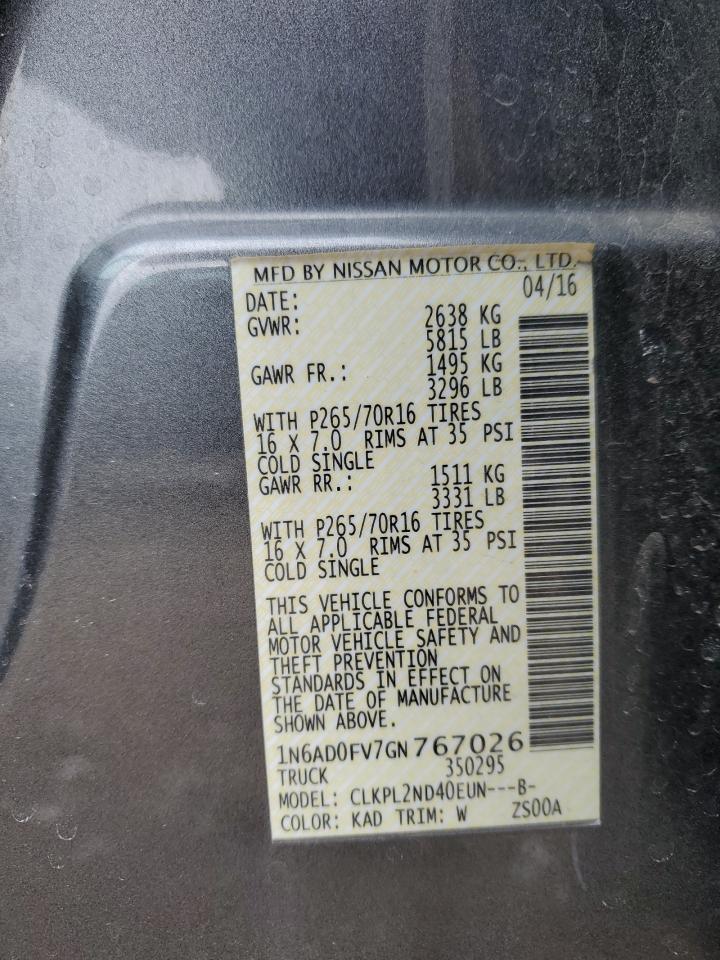 MFD BY NISSAN MOTOR CO., LTD.
DATE: 04/16
GVWR: 2638 KG
5815 LB
GAWR FR.: 1495 KG
3296 LB
WITH P265/70R16 TIRES
16 X 7.0 RIMS AT 35 PSI
COLD SINGLE
GAWR RR.: 1511 KG
3331 LB
WITH P265/70R16 TIRES
16 X 7.0 RIMS AT 35 PSI
COLD SINGLE
THIS VEHICLE CONFORMS TO
ALL APPLICABLE FEDERAL
MOTOR VEHICLE SAFETY AND
THEFT PREVENTION
STANDARDS IN EFFECT ON
THE DATE OF MANUFACTURE
SHOWN ABOVE.
1N6AD0FV7GN767026
TRUCK 350295
MODEL: CLKPL2ND40EUN---B-
COLOR: KAD TRIM: W ZS00A